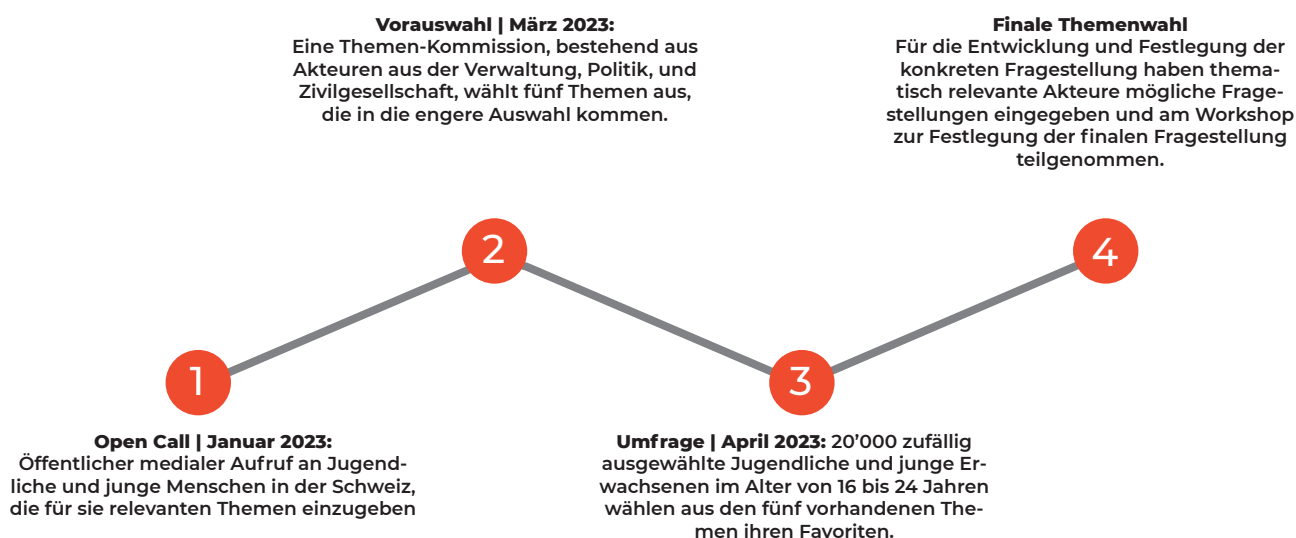 Vorauswahl | März 2023:
Eine Themen-Kommission, bestehend aus
Akteuren aus der Verwaltung, Politik, und
Zivilgesellschaft, wählt fünf Themen aus,
die in die engere Auswahl kommen.
Finale Themenwahl
Für die Entwicklung und Festlegung der
konkreten Fragestellung haben thema-
tisch relevante Akteure mögliche Frage-
stellungen eingegeben und am Workshop
zur Festlegung der finalen Fragestellung
teilgenommen.
2
4
1
3
Open Call | Januar 2023:
Öffentlicher medialer Aufruf an Jugend-
liche und junge Menschen in der Schweiz,
die für sie relevanten Themen einzugeben
Umfrage | April 2023: 20’000 zufällig
ausgewählte Jugendliche und junge Er-
wachsenen im Alter von 16 bis 24 Jahren
wählen aus den fünf vorhandenen The-
men ihren Favoriten.